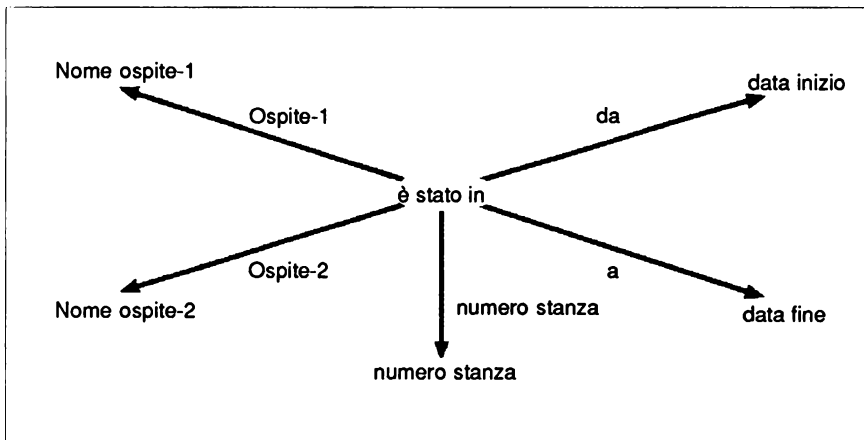 Nome ospite-1
data inizio
Ospite-1
da
è stato in
Ospite-2
a
Nome ospite-2
numero stanza
data fine
numero stanza